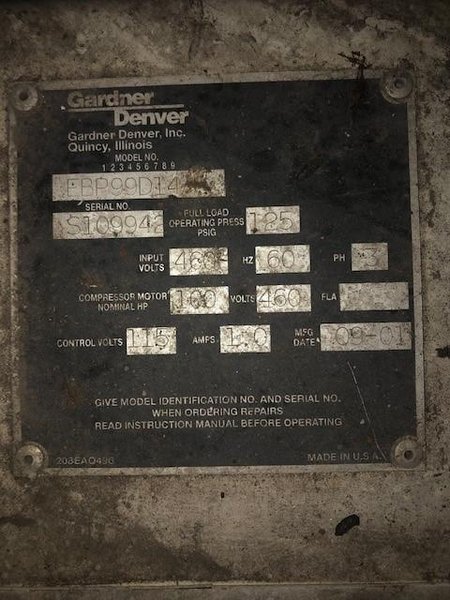 Gardner
Denver
Gardner Denver, Inc.
Quincy, Illinois
MODEL NO.
1 2 3 4 5 6 7 8 9
SERIAL NO.
FULL LOAD
OPERATING PRESS
PSIG
125
INPUT
VOLTS
460
HZ
60
PH
3
COMPRESSOR MOTOR
NOMINAL HP
100
VOLTS
460
FLA
CONTROL VOLTS
115
AMPS
1.0
MFG
DATE
09-01
GIVE MODEL IDENTIFICATION NO. AND SERIAL NO.
WHEN ORDERING REPAIRS
READ INSTRUCTION MANUAL BEFORE OPERATING
203EAQ496
MADE IN U.S.A.